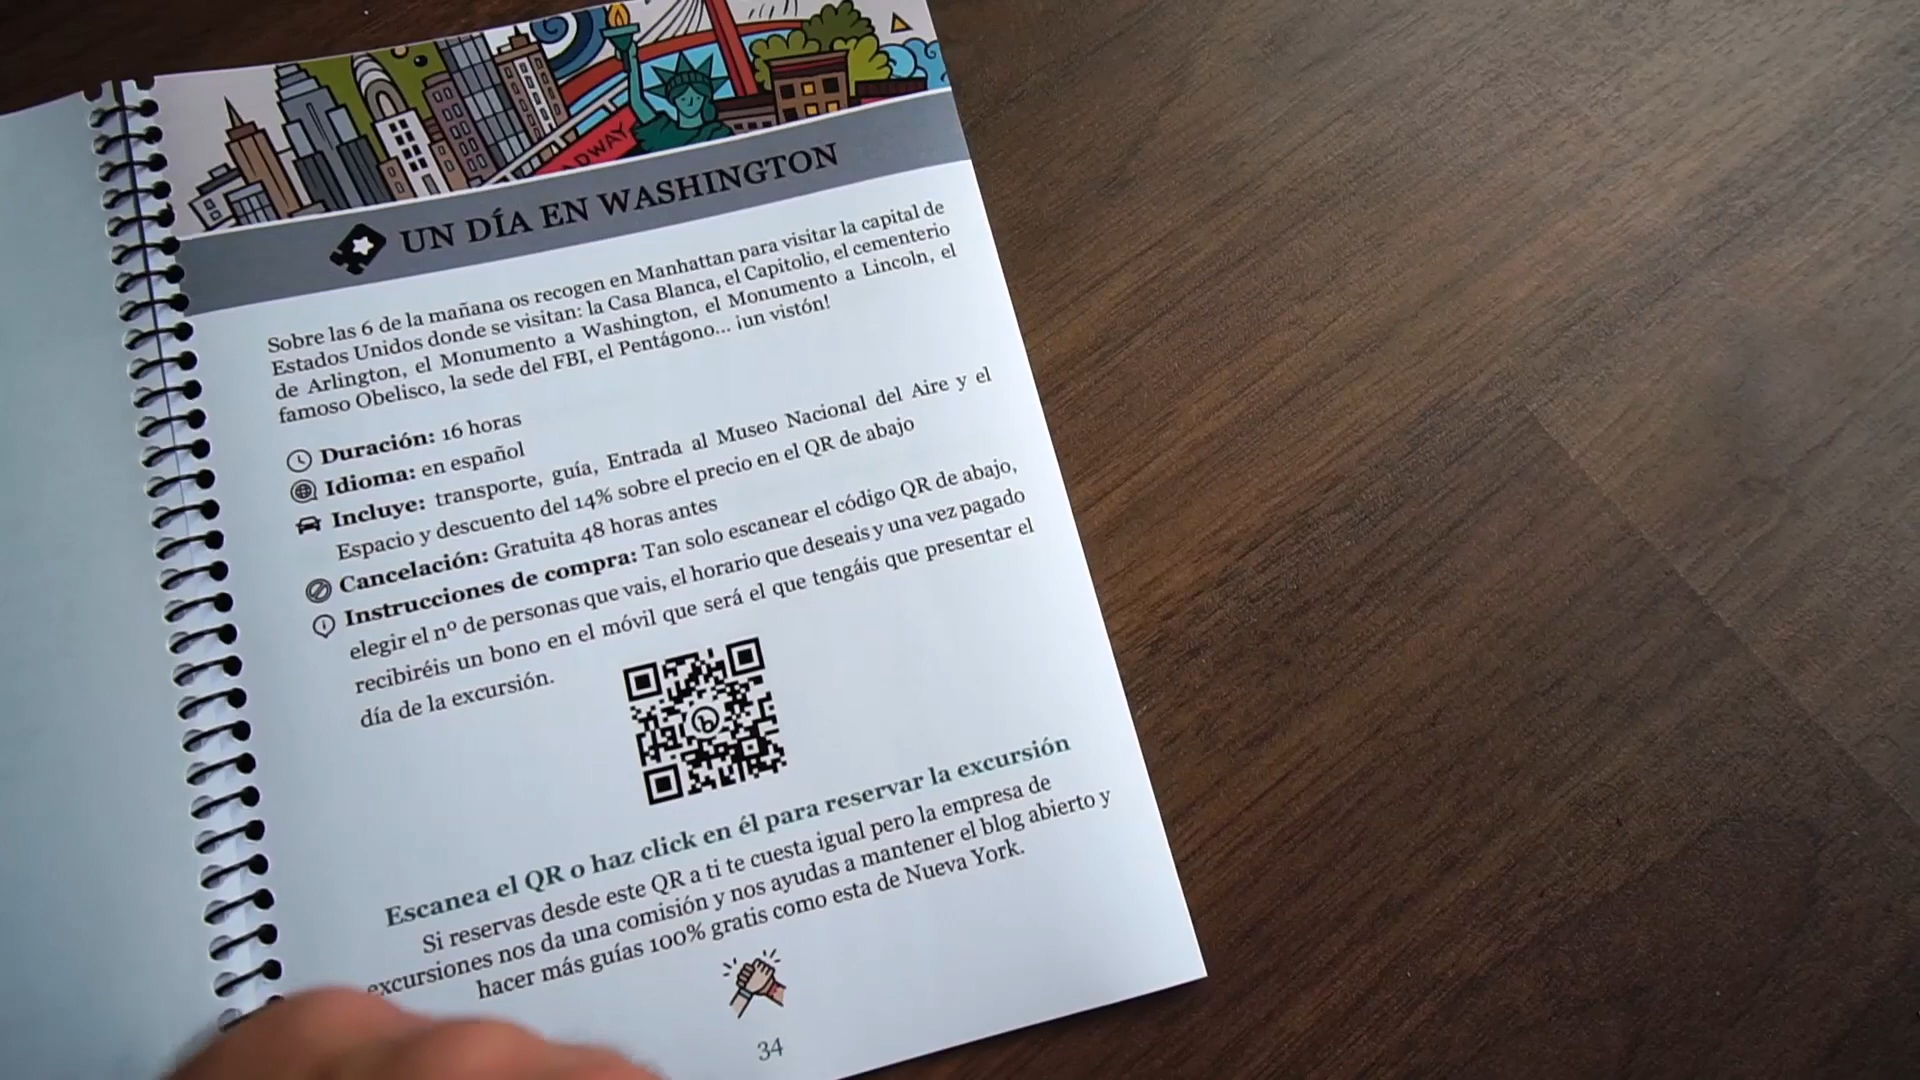 DWAY
UN DÍA EN WASHINGTON
Sobre las 6 de la mañana os recogen en Manhattan para visitar la capital de
Estados Unidos donde se visitan: la Casa Blanca, el Capitolio, el cementerio
de Arlington, el Monumento a Washington, el Monumento a Lincoln, el
famoso Obelisco, la sede del FBI, el Pentágono... ¡un vistón!
Duración: 16 horas
Idioma: en español
Incluye: transporte, guía, Entrada al Museo Nacional del Aire y el
Espacio y descuento del 14% sobre el precio en el QR de abajo
Cancelación: Gratuita 48 horas antes
Instrucciones de compra: Tan solo escanear el código QR de abajo,
elegir el nº de personas que vais, el horario que deseais y una vez pagado
recibiréis un bono en el móvil que será el que tengáis que presentar el
día de la excursión.
b
Escanea el QR o haz click en él para reservar la excursión
Si reservas desde este QR a ti te cuesta igual pero la empresa de
excursiones nos da una comisión y nos ayudas a mantener el blog abierto y
hacer más guías 100% gratis como esta de Nueva York.
34